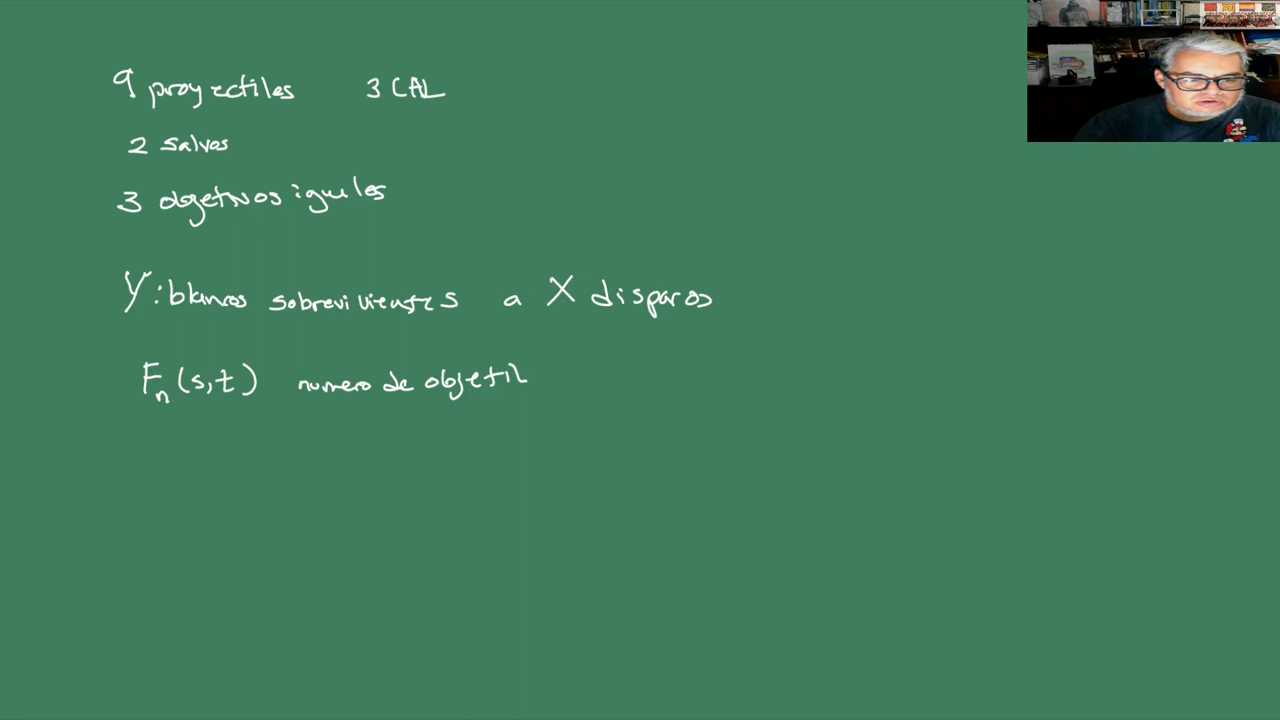 9 proyectiles 3 CAL
2 salvas
3 objetivos iguales
Y: blancos sobrevivientes a X disparos
Fn(s,t) numero de objetil